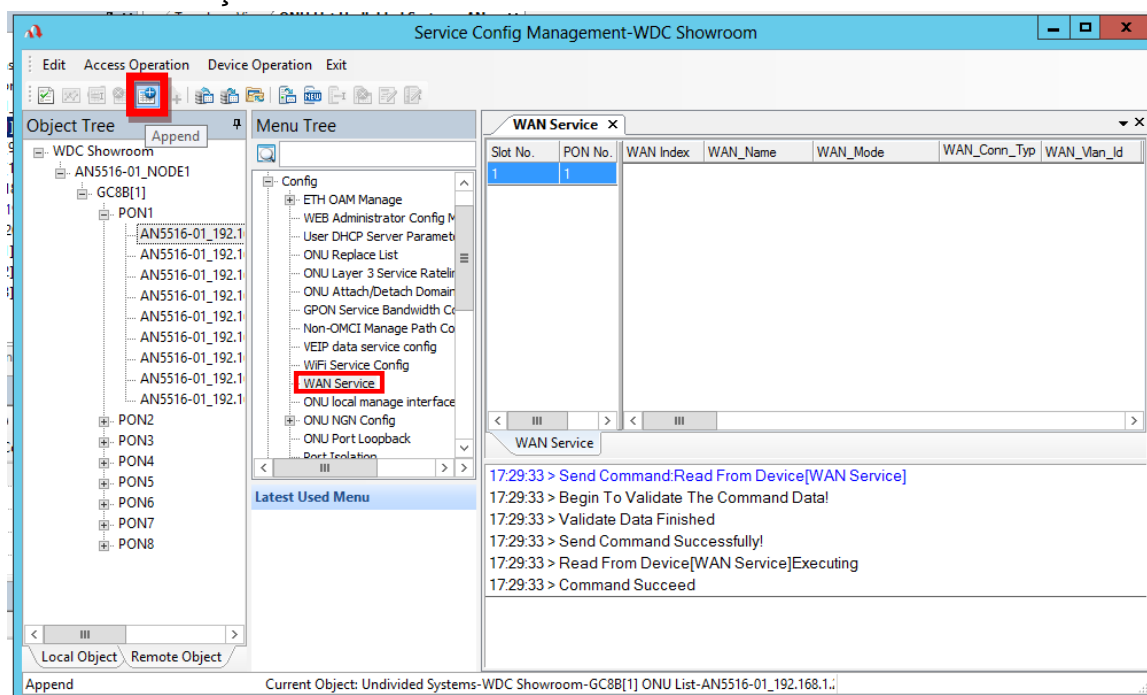 Service Config Management-WDC Showroom
Edit Access Operation Device Operation Exit
Append
Object Tree
WDC Showroom
AN5516-01_NODE1
GC8B[1]
PON1
AN5516-01_192.1
AN5516-01_192.1
AN5516-01_192.1
AN5516-01_192.1
AN5516-01_192.1
AN5516-01_192.1
AN5516-01_192.1
AN5516-01_192.1
AN5516-01_192.1
PON2
PON3
PON4
PON5
PON6
PON7
PON8
Local Object Remote Object
Menu Tree
Config
ETH OAM Manage
WEB Administrator Config M
User DHCP Server Paramet
ONU Replace List
ONU Layer 3 Service Ratelir
ONU Attach/Detach Domain
GPON Service Bandwidth Co
Non-OMCI Manage Path Co
VEIP data service config
WiFi Service Config
WAN Service
ONU local manage interface
ONU NGN Config
ONU Port Loopback
Port Isolation
Latest Used Menu
WAN Service
Slot No. PON No. WAN Index WAN_Name WAN_Mode WAN_Conn_Typ WAN_Vlan_Id
1 1
WAN Service
17:29:33 > Send Command:Read From Device[WAN Service]
17:29:33 > Begin To Validate The Command Data!
17:29:33 > Validate Data Finished
17:29:33 > Send Command Successfully!
17:29:33 > Read From Device[WAN Service]Executing
17:29:33 > Command Succeed
Append Current Object: Undivided Systems-WDC Showroom-GC8B[1] ONU List-AN5516-01_192.168.1.